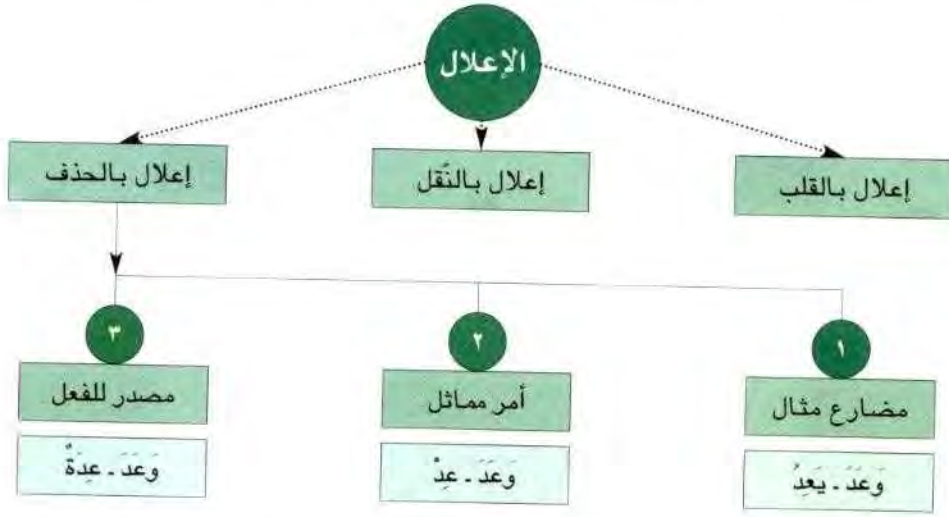 الإعلال
إعلال بالقلب
إعلال بالنَّقل
إعلال بالحذف
١
٢
٣
مضارع مثال
أمر مماثل
مصدر للفعل
وَعَدَ - يَعِدُ
وَعَدَ - عِدْ
وَعَدَ - عِدَةٌ